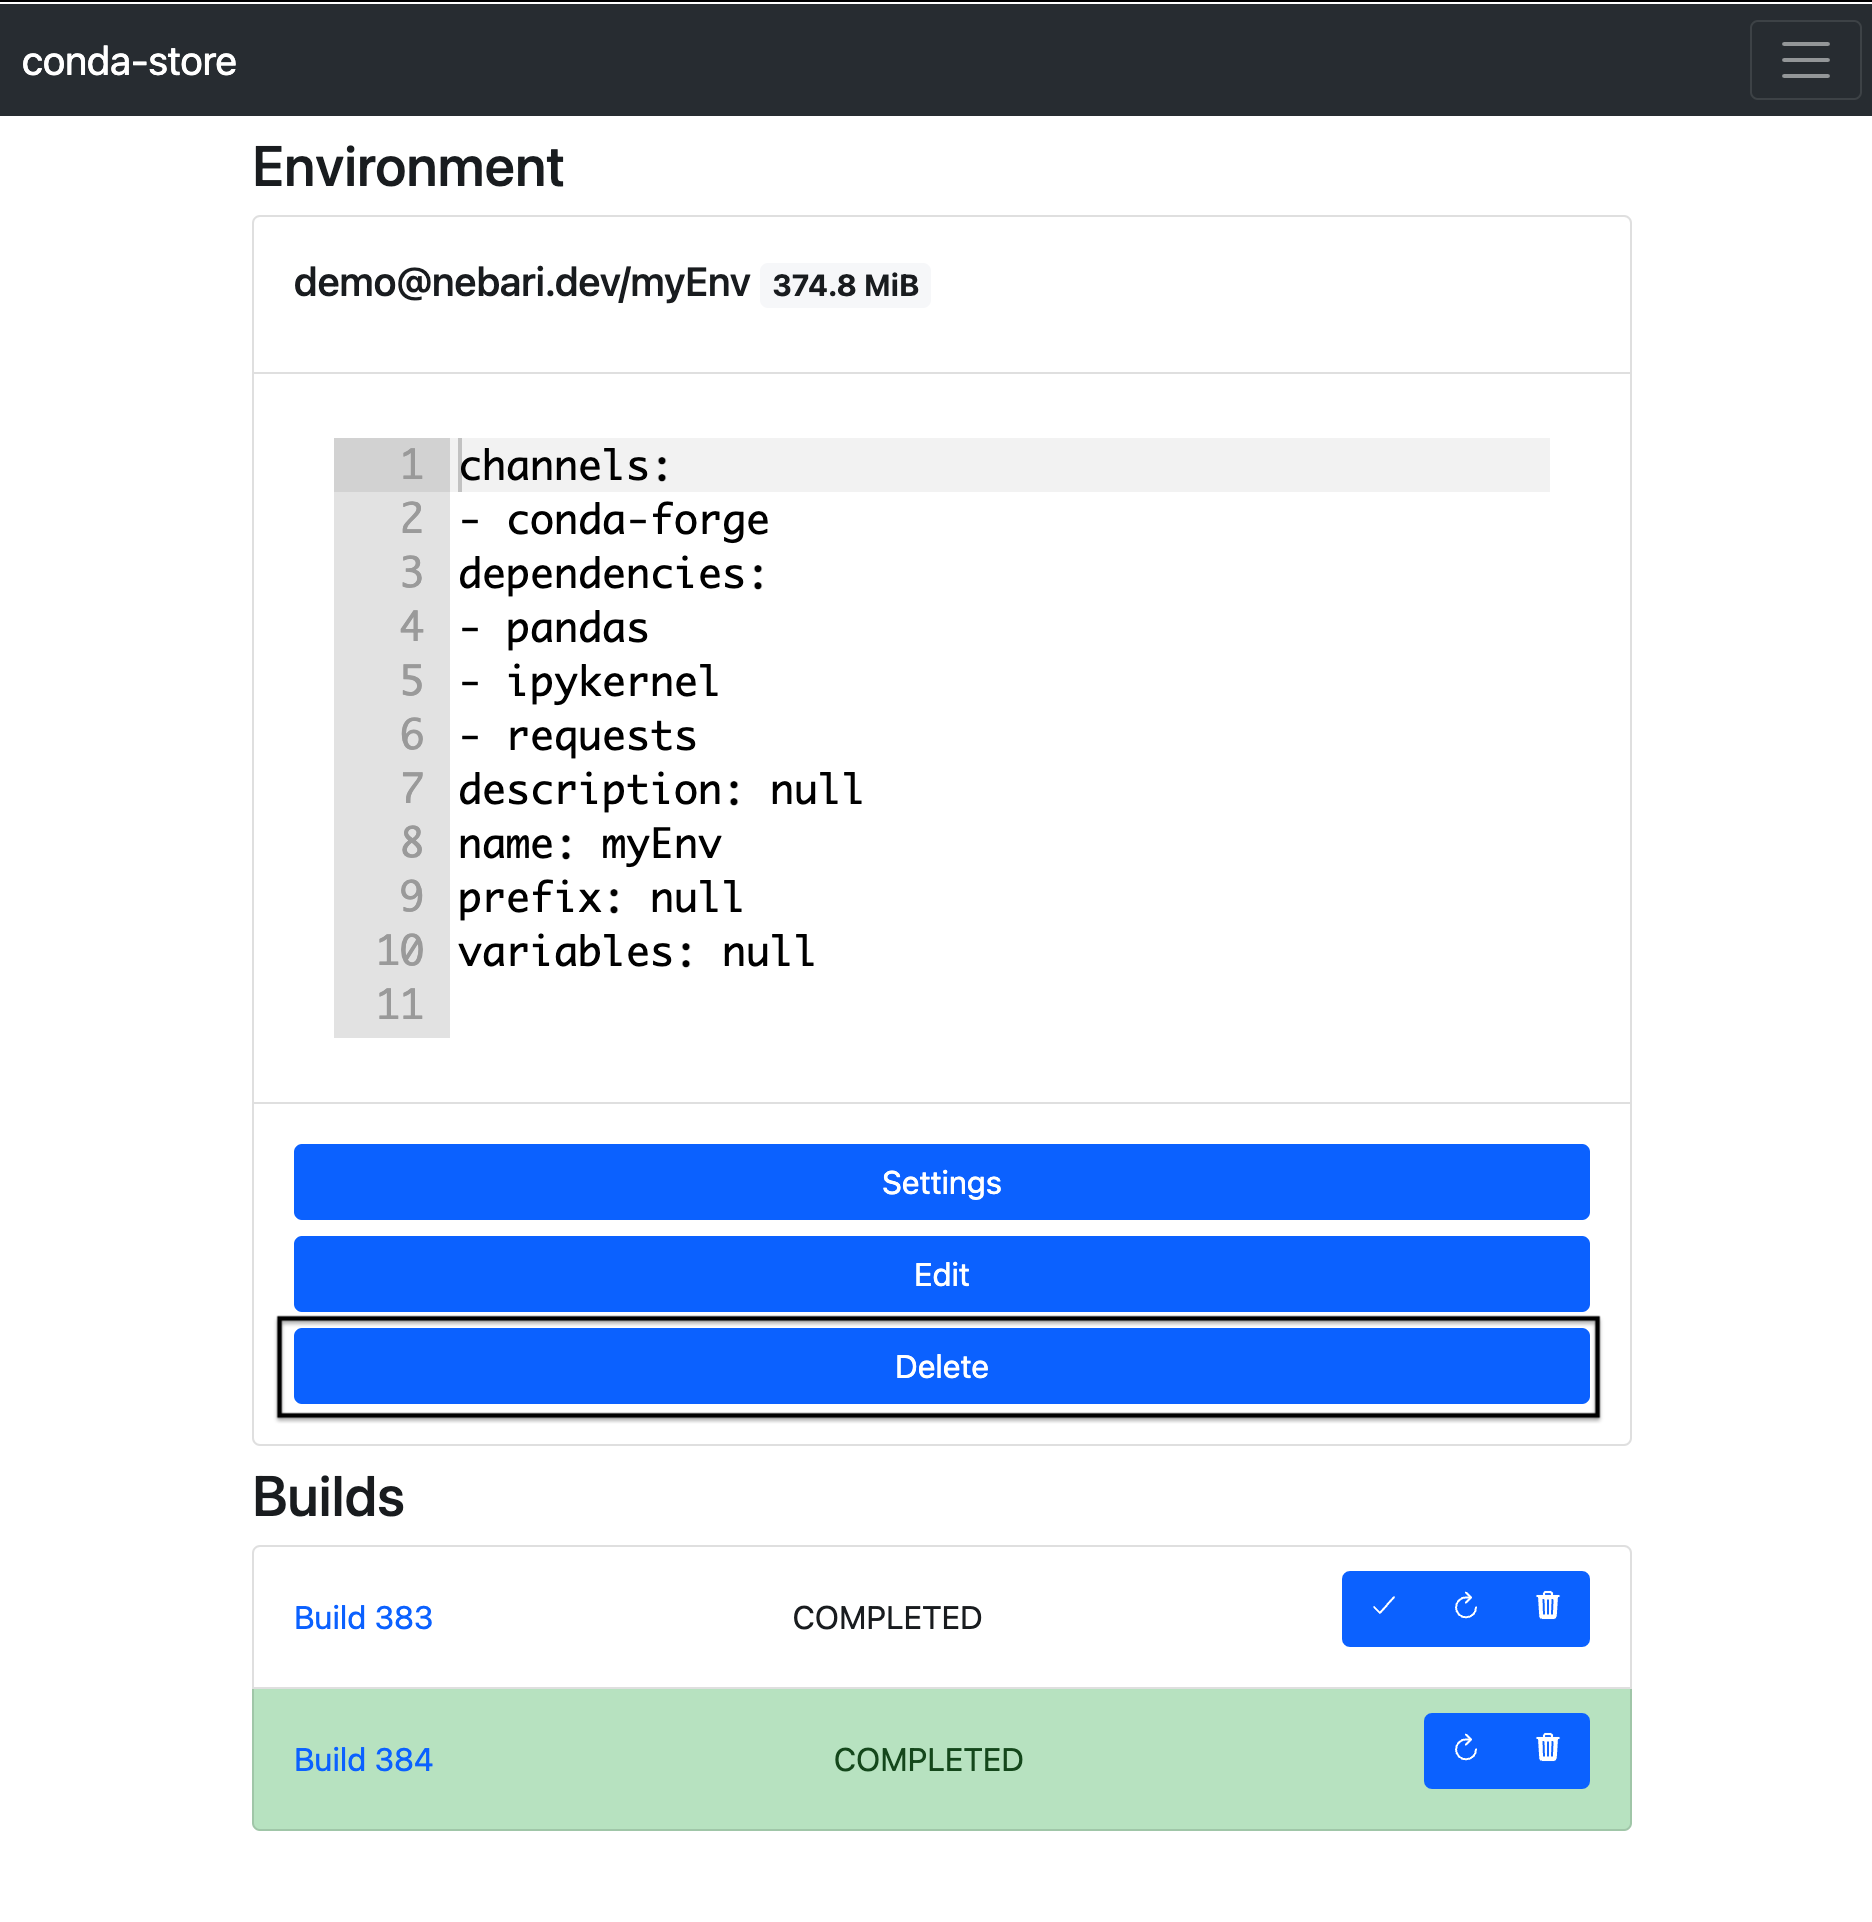 conda-store
Environment
demo@nebari.dev/myEnv 374.8 MiB
1 channels:
2 - conda-forge
3 dependencies:
4 - pandas
5 - ipykernel
6 - requests
7 description: null
8 name: myEnv
9 prefix: null
10 variables: null
11
Settings
Edit
Delete
Builds
Build 383 COMPLETED
Build 384 COMPLETED